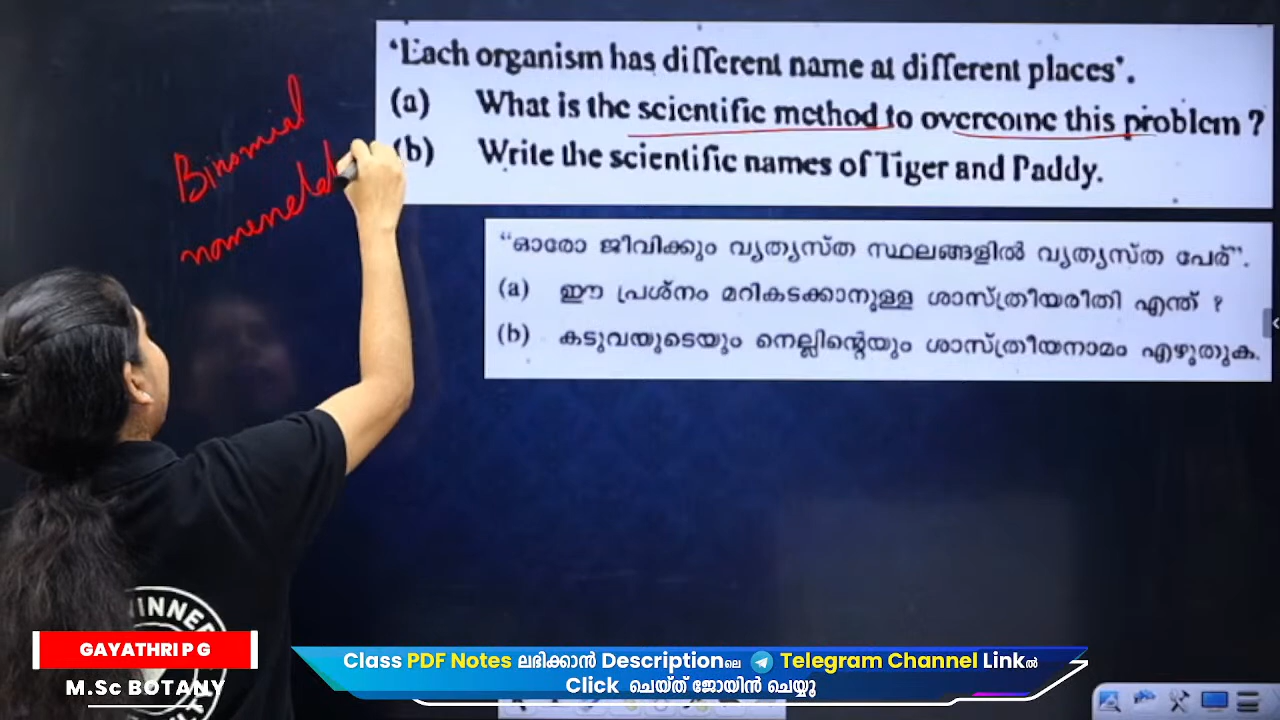 ‘Each organism has different name at different places’.
(a) What is the scientific method to overcome this problem ?
(b) Write the scientific names of Tiger and Paddy.
Binomial
nomenclat
“ഓരോ ജീവിക്കും വ്യത്യസ്ത സ്ഥലങ്ങളിൽ വ്യത്യസ്ത പേര്”.
(a) ഈ പ്രശ്നം മറികടക്കാനുള്ള ശാസ്ത്രീയരീതി എന്ത് ?
(b) കടുവയുടെയും നെല്ലിന്റെയും ശാസ്ത്രീയനാമം എഴുതുക.
GAYATHRI P G
M.Sc BOTANY
Class PDF Notes ലഭിക്കാൻ Descriptionലെ Telegram Channel Linkൽ
Click ചെയ്ത് ജോയിൻ ചെയ്യൂ